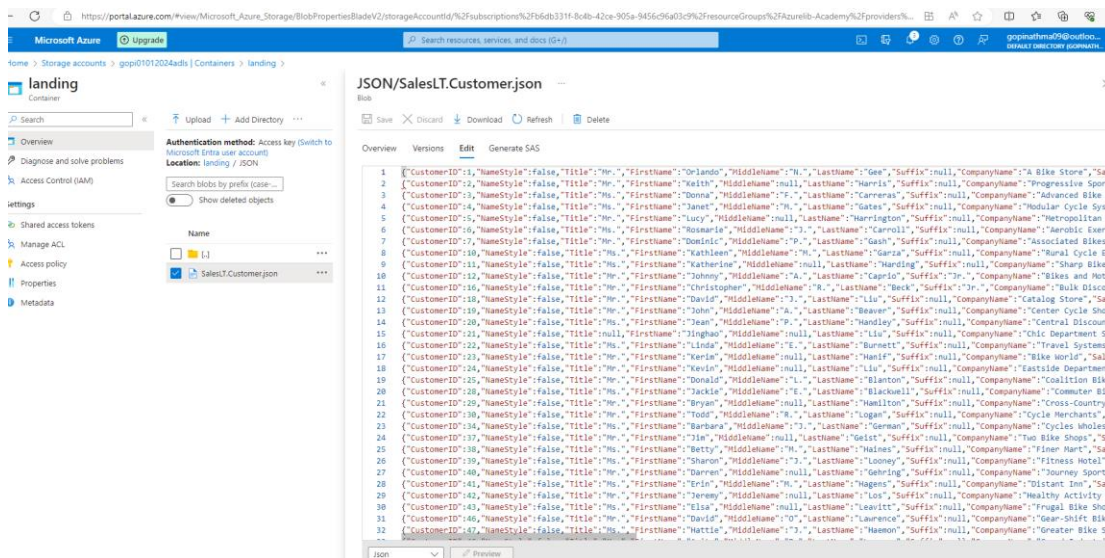 https://portal.azure.com/#view/Microsoft_Azure_Storage/BlobPropertiesBladeV2/storageAccountId/%2Fsubscriptions%2Fb6db331f-8c4b-42ce-905a-9456c96a03c9%2FresourceGroups%2FAzurelib-Academy%2Fproviders%...
Microsoft Azure
Upgrade
Search resources, services, and docs (G+/)
gopinathma09@outloo...
DEFAULT DIRECTORY (GOPINATH...
Home > Storage accounts > gopi01012024adls | Containers > landing >
landing
Container
Search
Overview
Diagnose and solve problems
Access Control (IAM)
Settings
Shared access tokens
Manage ACL
Access policy
Properties
Metadata
Upload Add Directory ...
Authentication method: Access key (Switch to
Microsoft Entra user account)
Location: landing / JSON
Search blobs by prefix (case-...
Show deleted objects
Name
[..]
SalesLT.Customer.json
JSON/SalesLT.Customer.json ...
Blob
Save Discard Download Refresh Delete
Overview Versions Edit Generate SAS
1 {"CustomerID":1,"NameStyle":false,"Title":"Mr.","FirstName":"Orlando","MiddleName":"N.","LastName":"Gee","Suffix":null,"CompanyName":"A Bike Store","Sa
2 {"CustomerID":2,"NameStyle":false,"Title":"Mr.","FirstName":"Keith","MiddleName":null,"LastName":"Harris","Suffix":null,"CompanyName":"Progressive Spor
3 {"CustomerID":3,"NameStyle":false,"Title":"Ms.","FirstName":"Donna","MiddleName":"F.","LastName":"Carreras","Suffix":null,"CompanyName":"Advanced Bike
4 {"CustomerID":4,"NameStyle":false,"Title":"Ms.","FirstName":"Janet","MiddleName":"M.","LastName":"Gates","Suffix":null,"CompanyName":"Modular Cycle Sys
5 {"CustomerID":5,"NameStyle":false,"Title":"Mr.","FirstName":"Lucy","MiddleName":null,"LastName":"Harrington","Suffix":null,"CompanyName":"Metropolitan
6 {"CustomerID":6,"NameStyle":false,"Title":"Ms.","FirstName":"Rosmarie","MiddleName":"J.","LastName":"Carroll","Suffix":null,"CompanyName":"Aerobic Exer
7 {"CustomerID":7,"NameStyle":false,"Title":"Mr.","FirstName":"Dominic","MiddleName":"P.","LastName":"Gash","Suffix":null,"CompanyName":"Associated Bikes
8 {"CustomerID":10,"NameStyle":false,"Title":"Ms.","FirstName":"Kathleen","MiddleName":"M.","LastName":"Garza","Suffix":null,"CompanyName":"Rural Cycle E
9 {"CustomerID":11,"NameStyle":false,"Title":"Ms.","FirstName":"Katherine","MiddleName":null,"LastName":"Harding","Suffix":null,"CompanyName":"Sharp Bike
10 {"CustomerID":12,"NameStyle":false,"Title":"Mr.","FirstName":"Johnny","MiddleName":"A.","LastName":"Caprio","Suffix":"Jr.","CompanyName":"Bikes and Mot
11 {"CustomerID":16,"NameStyle":false,"Title":"Mr.","FirstName":"Christopher","MiddleName":"R.","LastName":"Beck","Suffix":"Jr.","CompanyName":"Bulk Disco
12 {"CustomerID":18,"NameStyle":false,"Title":"Mr.","FirstName":"David","MiddleName":"J.","LastName":"Liu","Suffix":null,"CompanyName":"Catalog Store","Sa
13 {"CustomerID":19,"NameStyle":false,"Title":"Mr.","FirstName":"John","MiddleName":"A.","LastName":"Beaver","Suffix":null,"CompanyName":"Center Cycle Sho
14 {"CustomerID":20,"NameStyle":false,"Title":"Ms.","FirstName":"Jean","MiddleName":"P.","LastName":"Handley","Suffix":null,"CompanyName":"Central Discoun
15 {"CustomerID":21,"NameStyle":false,"Title":null,"FirstName":"Jinghao","MiddleName":null,"LastName":"Liu","Suffix":null,"CompanyName":"Chic Department S
16 {"CustomerID":22,"NameStyle":false,"Title":"Ms.","FirstName":"Linda","MiddleName":"E.","LastName":"Burnett","Suffix":null,"CompanyName":"Travel Systems
17 {"CustomerID":23,"NameStyle":false,"Title":"Mr.","FirstName":"Kerim","MiddleName":null,"LastName":"Hanif","Suffix":null,"CompanyName":"Bike World","Sal
18 {"CustomerID":24,"NameStyle":false,"Title":"Mr.","FirstName":"Kevin","MiddleName":null,"LastName":"Liu","Suffix":null,"CompanyName":"Eastside Departmen
19 {"CustomerID":25,"NameStyle":false,"Title":"Mr.","FirstName":"Donald","MiddleName":"L.","LastName":"Blanton","Suffix":null,"CompanyName":"Coalition Bik
20 {"CustomerID":28,"NameStyle":false,"Title":"Ms.","FirstName":"Jackie","MiddleName":"E.","LastName":"Blackwell","Suffix":null,"CompanyName":"Commuter Bi
21 {"CustomerID":29,"NameStyle":false,"Title":"Mr.","FirstName":"Bryan","MiddleName":null,"LastName":"Hamilton","Suffix":null,"CompanyName":"Cross-Country
22 {"CustomerID":30,"NameStyle":false,"Title":"Mr.","FirstName":"Todd","MiddleName":"R.","LastName":"Logan","Suffix":null,"CompanyName":"Cycle Merchants",
23 {"CustomerID":34,"NameStyle":false,"Title":"Ms.","FirstName":"Barbara","MiddleName":"J.","LastName":"German","Suffix":null,"CompanyName":"Cycles Wholes
24 {"CustomerID":37,"NameStyle":false,"Title":"Mr.","FirstName":"Jim","MiddleName":null,"LastName":"Geist","Suffix":null,"CompanyName":"Two Bike Shops","S
25 {"CustomerID":38,"NameStyle":false,"Title":"Ms.","FirstName":"Betty","MiddleName":"M.","LastName":"Haines","Suffix":null,"CompanyName":"Finer Mart","Sa
26 {"CustomerID":39,"NameStyle":false,"Title":"Ms.","FirstName":"Sharon","MiddleName":"J.","LastName":"Looney","Suffix":null,"CompanyName":"Fitness Hotel"
27 {"CustomerID":40,"NameStyle":false,"Title":"Mr.","FirstName":"Darren","MiddleName":null,"LastName":"Gehring","Suffix":null,"CompanyName":"Journey Sport
28 {"CustomerID":41,"NameStyle":false,"Title":"Ms.","FirstName":"Erin","MiddleName":"M.","LastName":"Hagens","Suffix":null,"CompanyName":"Distant Inn","Sa
29 {"CustomerID":42,"NameStyle":false,"Title":"Mr.","FirstName":"Jeremy","MiddleName":null,"LastName":"Los","Suffix":null,"CompanyName":"Healthy Activity
30 {"CustomerID":43,"NameStyle":false,"Title":"Ms.","FirstName":"Elsa","MiddleName":null,"LastName":"Leavitt","Suffix":null,"CompanyName":"Frugal Bike Sho
31 {"CustomerID":46,"NameStyle":false,"Title":"Mr.","FirstName":"David","MiddleName":"O","LastName":"Lawrence","Suffix":null,"CompanyName":"Gear-Shift Bik
32 {"CustomerID":47,"NameStyle":false,"Title":"Ms.","FirstName":"Hattie","MiddleName":"J.","LastName":"Haemon","Suffix":null,"CompanyName":"Greater Bike S
Json Preview